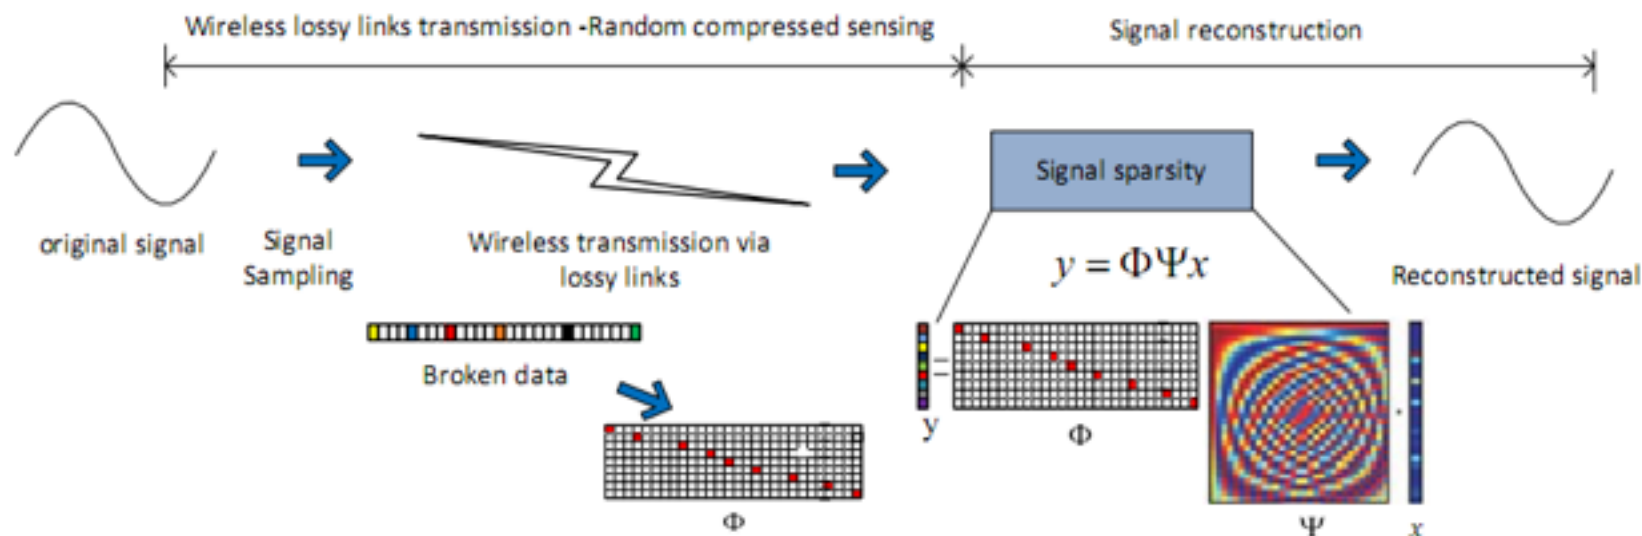 Wireless lossy links transmission -Random compressed sensing
Signal reconstruction
original signal
Signal
Sampling
Wireless transmission via
lossy links
Signal sparsity
y = ΦΨx
Reconstructed signal
Broken data
Φ
y
=
Φ
Ψ
·
x